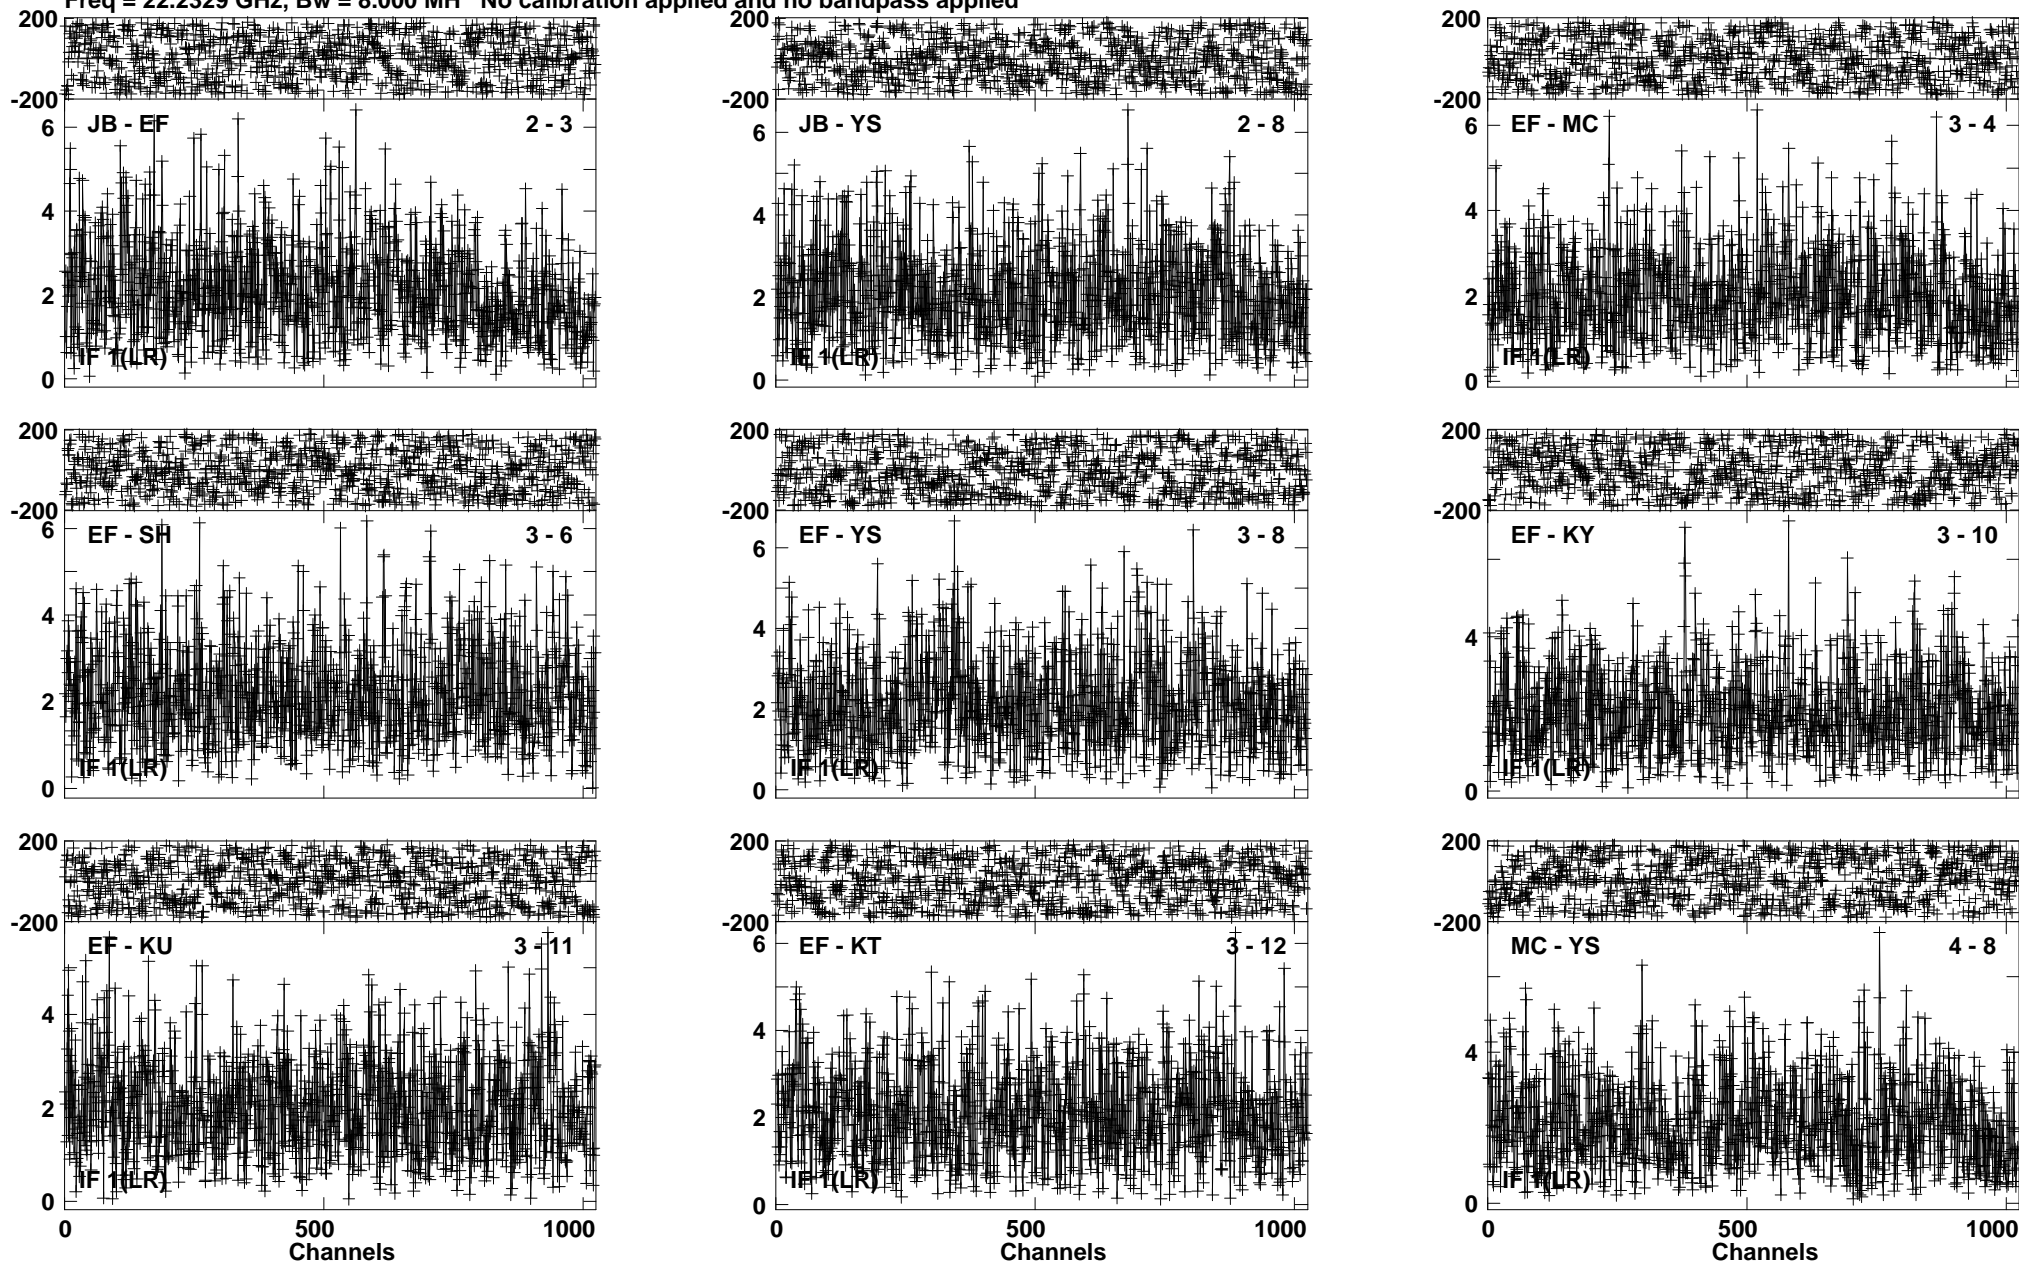 Freq = 22.2329 GHz, Bw = 8.000 MH No calibration applied and no bandpass applied
200
-200
JB - EF 2 - 3
6
4
2
0
IF 1(LR)
200
-200
JB - YS 2 - 8
6
4
2
0
IF 1(LR)
200
-200
EF - MC 3 - 4
6
4
2
0
IF 1(LR)
200
-200
EF - SH 3 - 6
6
4
2
0
IF 1(LR)
200
-200
EF - YS 3 - 8
6
4
2
0
IF 1(LR)
200
-200
EF - KY 3 - 10
4
2
0
IF 1(LR)
200
-200
EF - KU 3 - 11
4
2
0
IF 1(LR)
0 500 1000
Channels
200
-200
EF - KT 3 - 12
6
4
2
0
IF 1(LR)
0 500 1000
Channels
200
-200
MC - YS 4 - 8
4
2
0
IF 1(LR)
0 500 1000
Channels